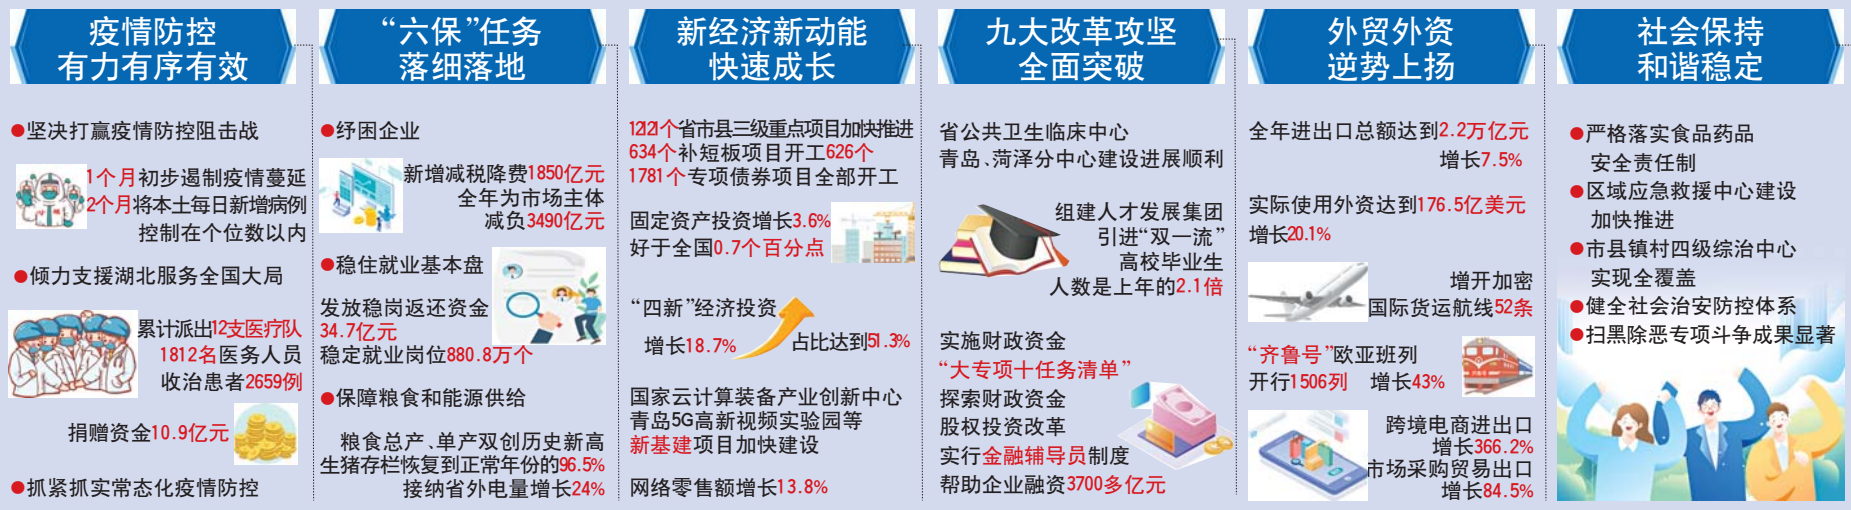 疫情防控
有力有序有效
●坚决打赢疫情防控阻击战
1个月初步遏制疫情蔓延
2个月将本土每日新增病例
控制在个位数以内
●倾力支援湖北服务全国大局
累计派出12支医疗队
1812名医务人员
收治患者2659例
捐赠资金10.9亿元
●抓紧抓实常态化疫情防控
“六保”任务
落细落地
●纾困企业
新增减税降费1850亿元
全年为市场主体
减负3490亿元
●稳住就业基本盘
发放稳岗返还资金
34.7亿元
稳定就业岗位880.8万个
●保障粮食和能源供给
粮食总产、单产双创历史新高
生猪存栏恢复到正常年份的96.5%
接纳省外电量增长24%
新经济新动能
快速成长
12121个省市县三级重点项目加快推进
634个补短板项目开工626个
1781个专项债券项目全部开工
固定资产投资增长3.6%
好于全国0.7个百分点
“四新”经济投资
增长18.7%
占比达到51.3%
国家云计算装备产业创新中心
青岛5G高新视频实验园等
新基建项目加快建设
网络零售额增长13.8%
九大改革攻坚
全面突破
省公共卫生临床中心
青岛、菏泽分中心建设进展顺利
组建人才发展集团
引进“双一流”
高校毕业生
人数是上年的2.1倍
实施财政资金
“大专项十任务清单”
探索财政资金
股权投资改革
实行金融辅导员制度
帮助企业融资3700多亿元
外贸外资
逆势上扬
全年进出口总额达到2.2万亿元
增长7.5%
实际使用外资达到176.5亿美元
增长20.1%
增开加密
国际货运航线52条
“齐鲁号”欧亚班列
开行1506列 增长43%
跨境电商进出口
增长366.2%
市场采购贸易出口
增长84.5%
社会保持
和谐稳定
●严格落实食品药品
安全责任制
●区域应急救援中心建设
加快推进
●市县镇村四级综治中心
实现全覆盖
●健全社会治安防控体系
●扫黑除恶专项斗争成果显著